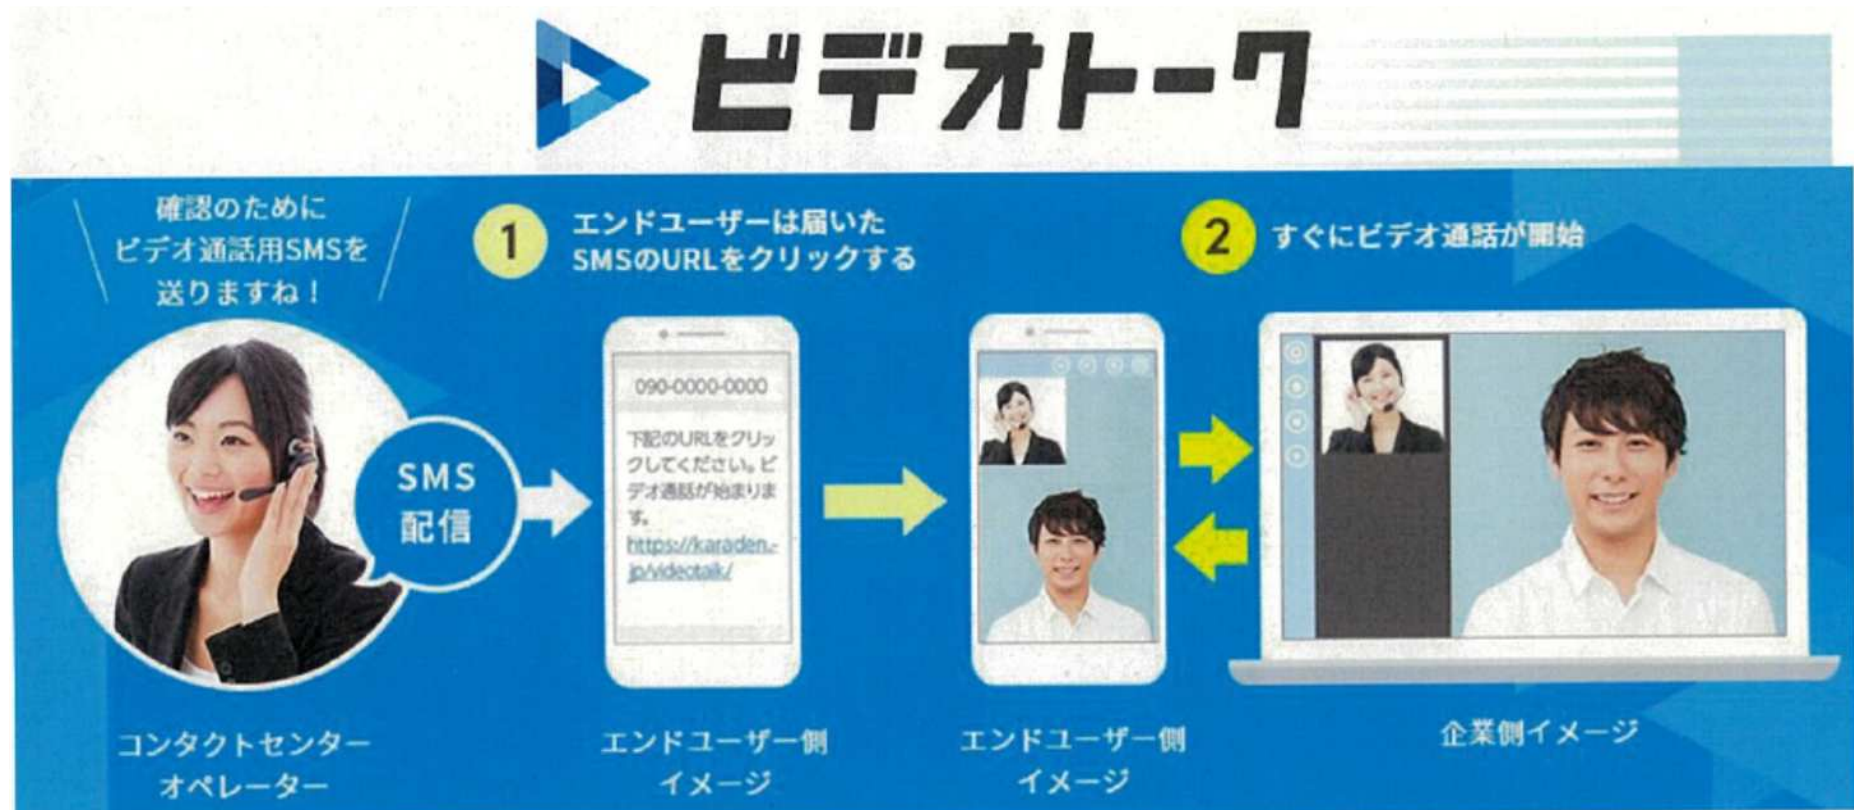 ビデオトーク
確認のために
ビデオ通話用SMSを
送りますね！
1
エンドユーザーは届いた
SMSのURLをクリックする
2
すぐにビデオ通話が開始
SMS
配信
090-0000-0000
下記のURLをクリッ
クしてください。ビ
デオ通話が始まりま
す。
https://karaden.-
jp/videotalk/
コンタクトセンター
オペレーター
エンドユーザー側
イメージ
エンドユーザー側
イメージ
企業側イメージ